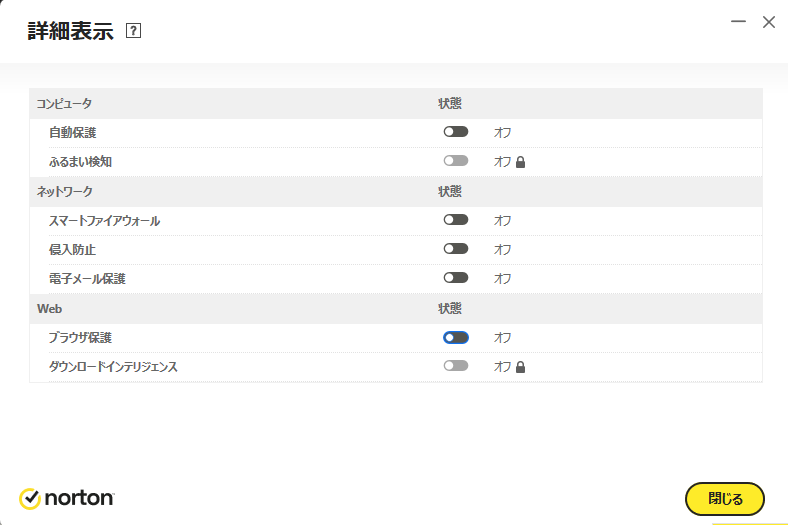 詳細表示 ?
コンピュータ 状態
自動保護 オフ
ふるまい検知 オフ
ネットワーク 状態
スマートファイアウォール オフ
侵入防止 オフ
電子メール保護 オフ
Web 状態
ブラウザ保護 オフ
ダウンロードインテリジェンス オフ
norton 閉じる